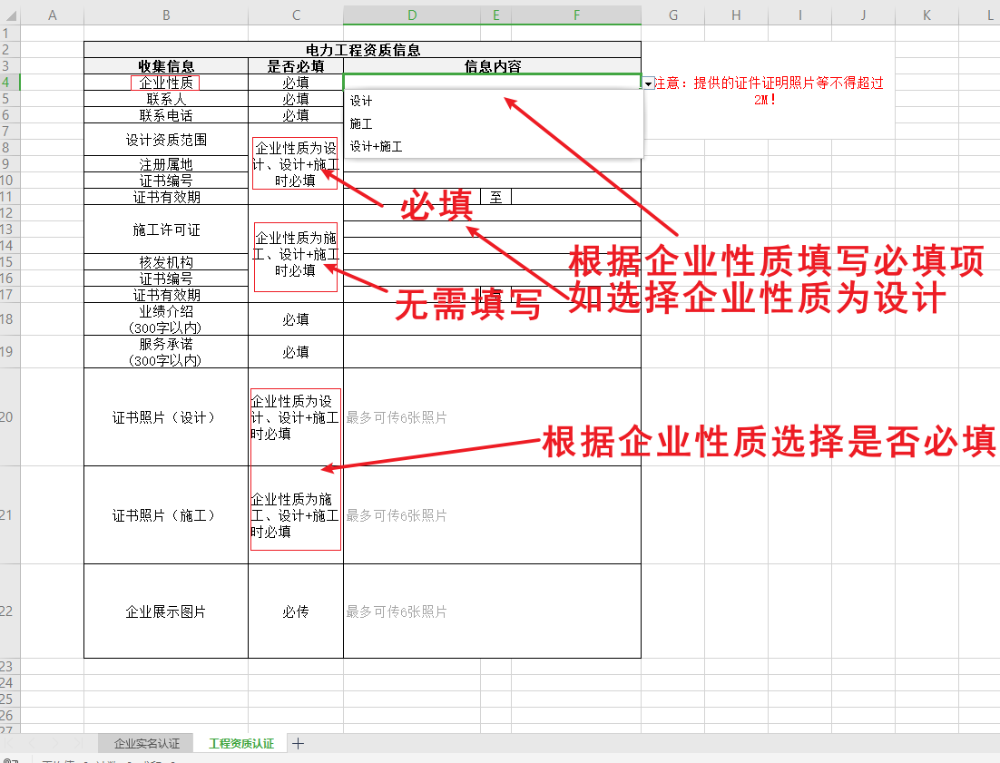 A B C D E F G H I J K L
1
2 电力工程资质信息
3 收集信息 是否必填 信息内容
4 企业性质 必填
注意：提供的证件证明照片等不得超过
2M！
5 联系人 必填
设计
6 联系电话 必填
施工
设计+施工
7
8
设计资质范围
企业性质为设
计、设计+施工
时必填
9 注册属地
10 证书编号
11 证书有效期 至
必填
12
13 施工许可证
14
企业性质为施
工、设计+施工
时必填
根据企业性质填写必填项
如选择企业性质为设计
15 核发机构
16 证书编号
17 证书有效期
无需填写
18 业绩介绍
(300字以内)
必填
19 服务承诺
(300字以内)
必填
20 证书照片（设计）
企业性质为设
计、设计+施工
时必填
最多可传6张照片
根据企业性质选择是否必填
21 证书照片（施工）
企业性质为施
工、设计+施工
时必填
最多可传6张照片
22 企业展示图片 必传 最多可传6张照片
23
24
25
26
27
企业实名认证 工程资质认证 +